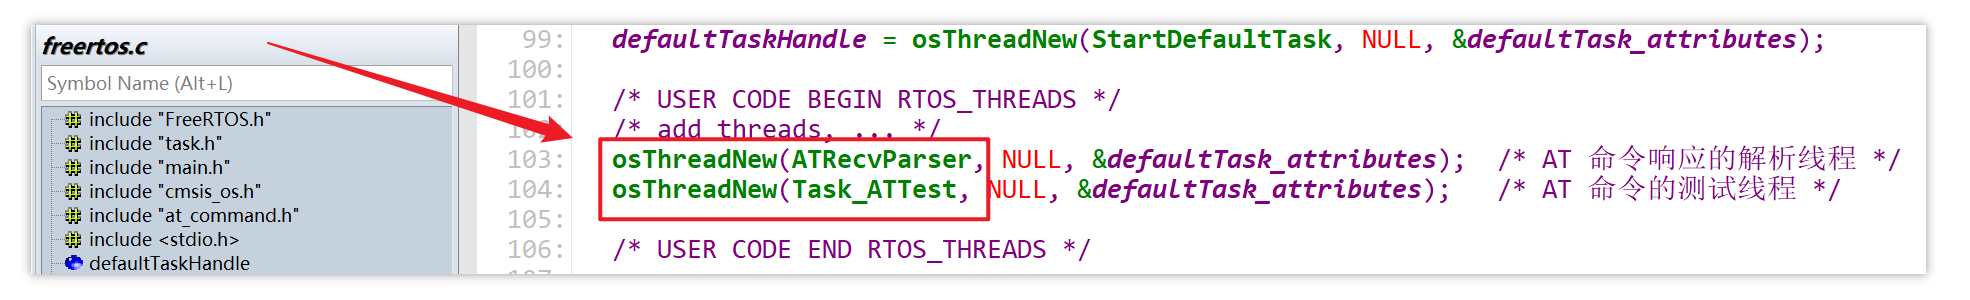 freertos.c
Symbol Name (Alt+L)
include "FreeRTOS.h"
include "task.h"
include "main.h"
include "cmsis_os.h"
include "at_command.h"
include <stdio.h>
defaultTaskHandle
99: defaultTaskHandle = osThreadNew(StartDefaultTask, NULL, &defaultTask_attributes);
100:
101: /* USER CODE BEGIN RTOS_THREADS */
102: /* add threads, ... */
103: osThreadNew(ATRecvParser, NULL, &defaultTask_attributes); /* AT 命令响应的解析线程 */
104: osThreadNew(Task_ATTest, NULL, &defaultTask_attributes); /* AT 命令的测试线程 */
105:
106: /* USER CODE END RTOS_THREADS */